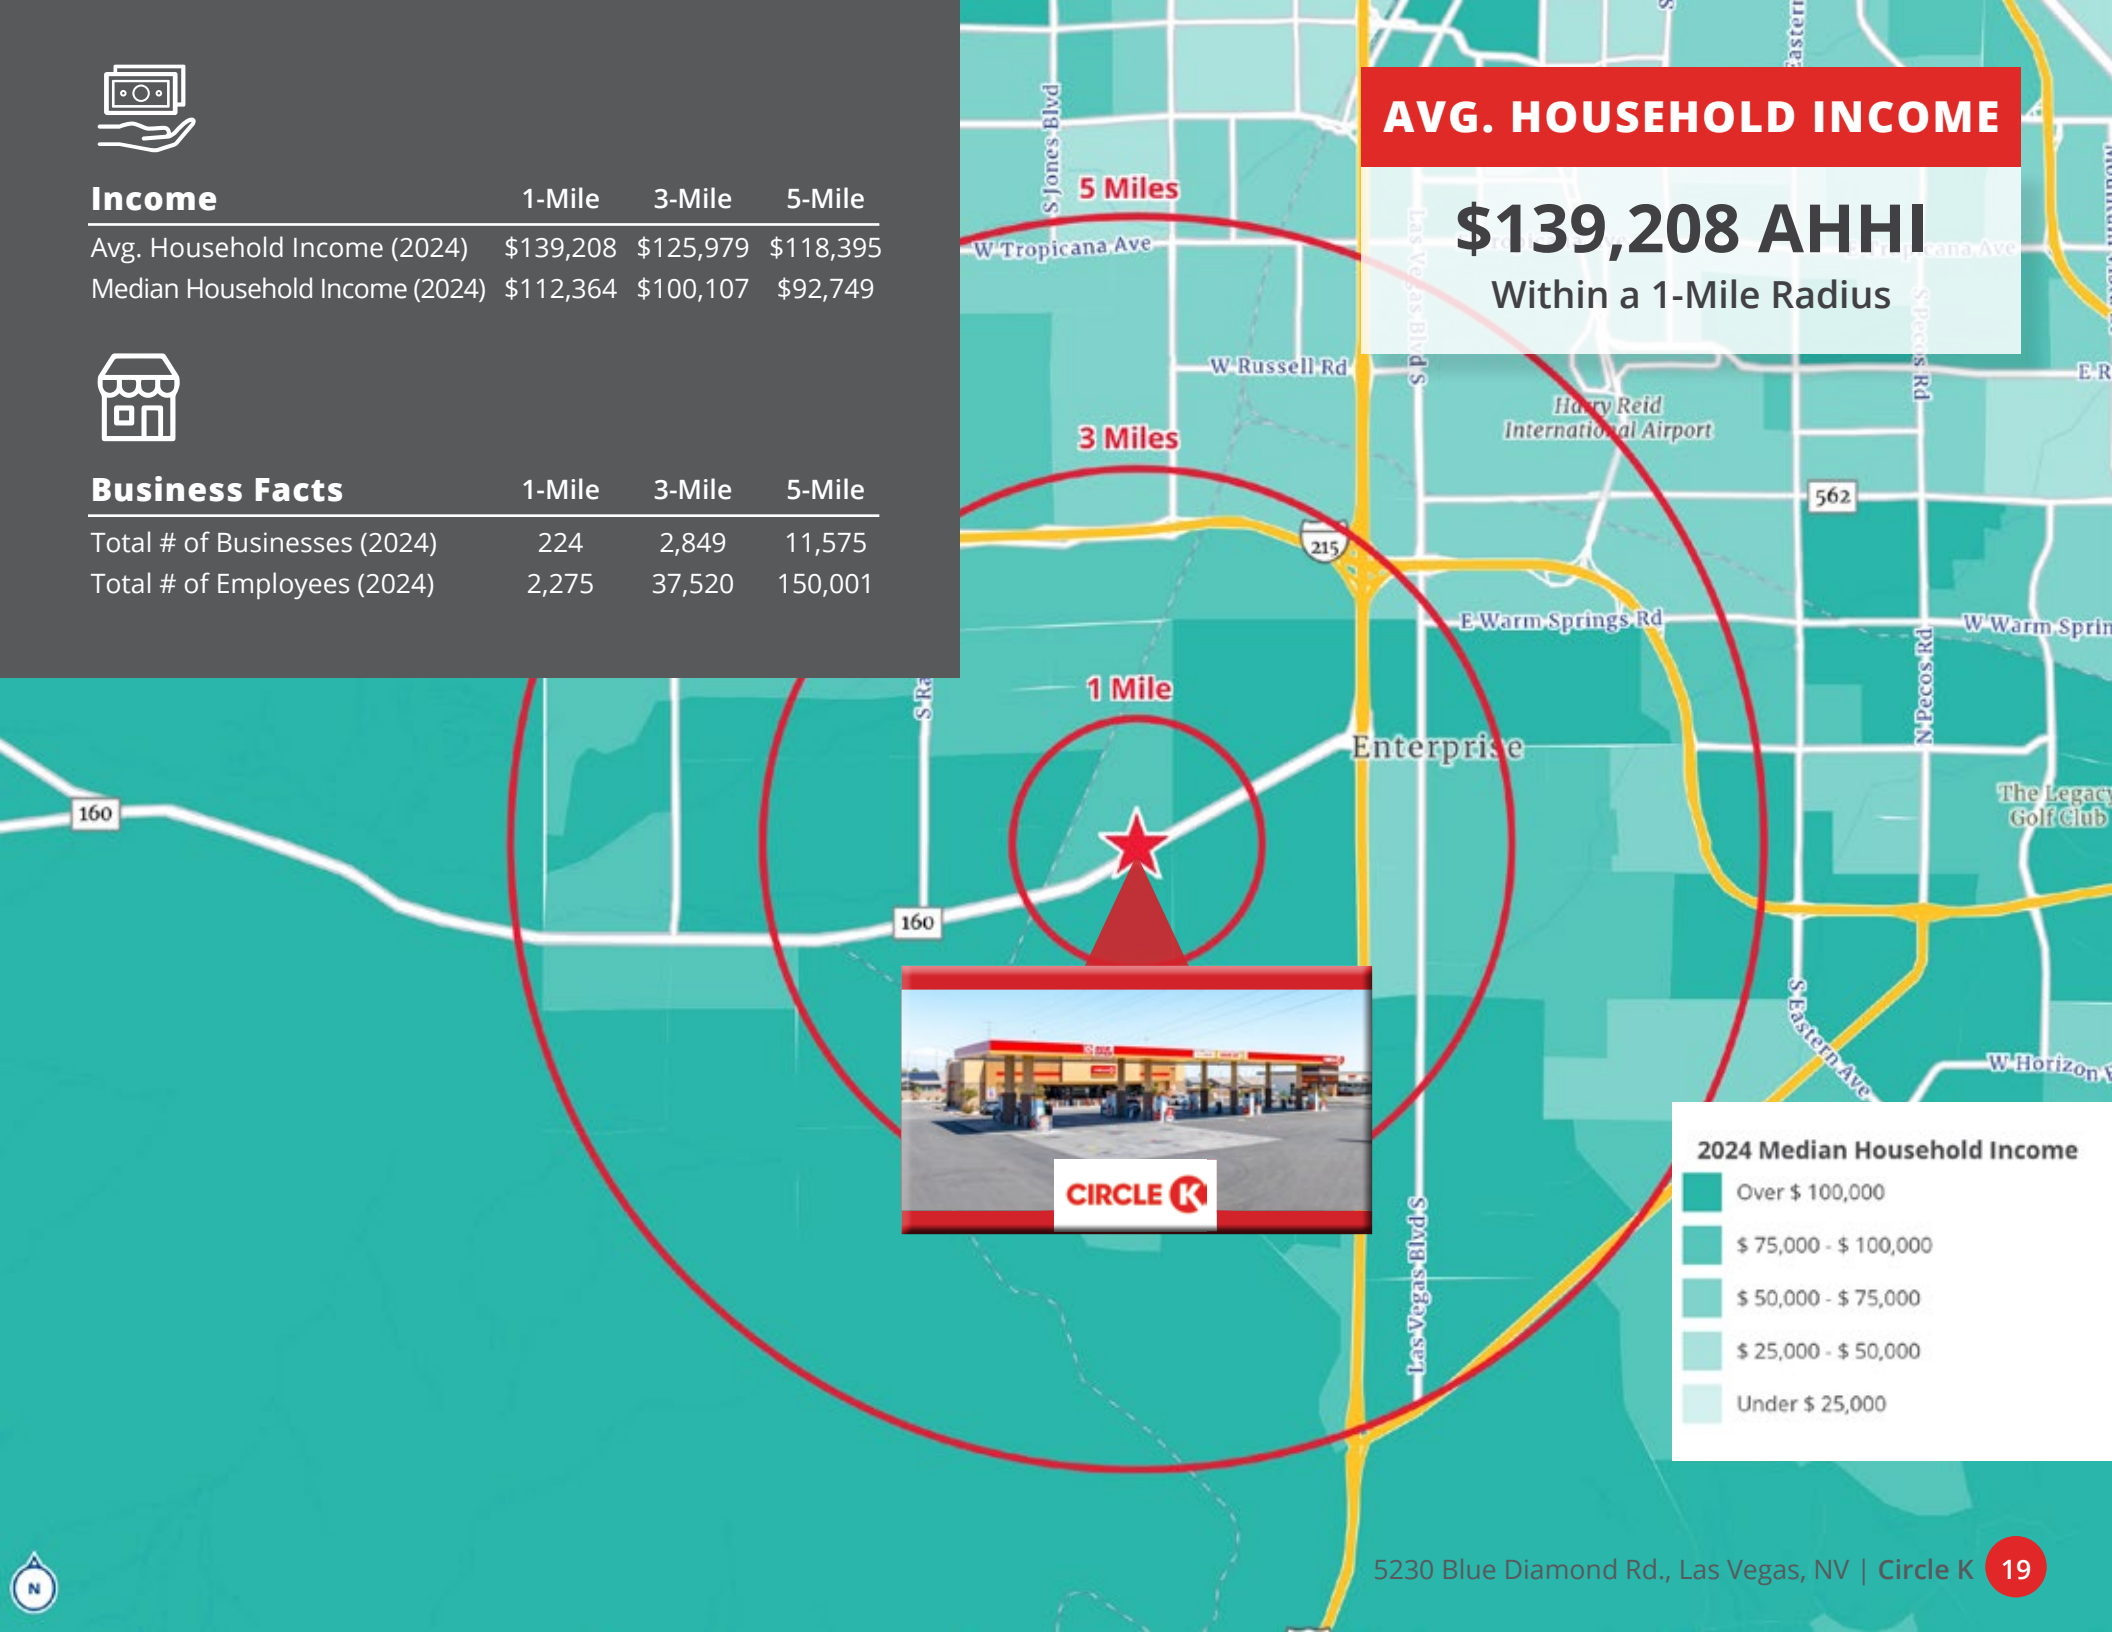 Income 1-Mile 3-Mile 5-Mile
Avg. Household Income (2024) $139,208 $125,979 $118,395
Median Household Income (2024) $112,364 $100,107 $92,749
Business Facts 1-Mile 3-Mile 5-Mile
Total # of Businesses (2024) 224 2,849 11,575
Total # of Employees (2024) 2,275 37,520 150,001
AVG. HOUSEHOLD INCOME
$139,208 AHHI
Within a 1-Mile Radius
S Jones Blvd
5 Miles
W Tropicana Ave
W Russell Rd
Las Vegas Blvd S
S Pecos Rd
Harry Reid
International Airport
3 Miles
562
215
E Warm Springs Rd
W Warm Sprin
N Pecos Rd
S Ra
1 Mile
Enterprise
The Legacy
Golf Club
160
160
S Eastern Ave
W Horizon
CIRCLE K
Las Vegas Blvd S
2024 Median Household Income
Over $ 100,000
$ 75,000 - $ 100,000
$ 50,000 - $ 75,000
$ 25,000 - $ 50,000
Under $ 25,000
N
5230 Blue Diamond Rd., Las Vegas, NV | Circle K 19